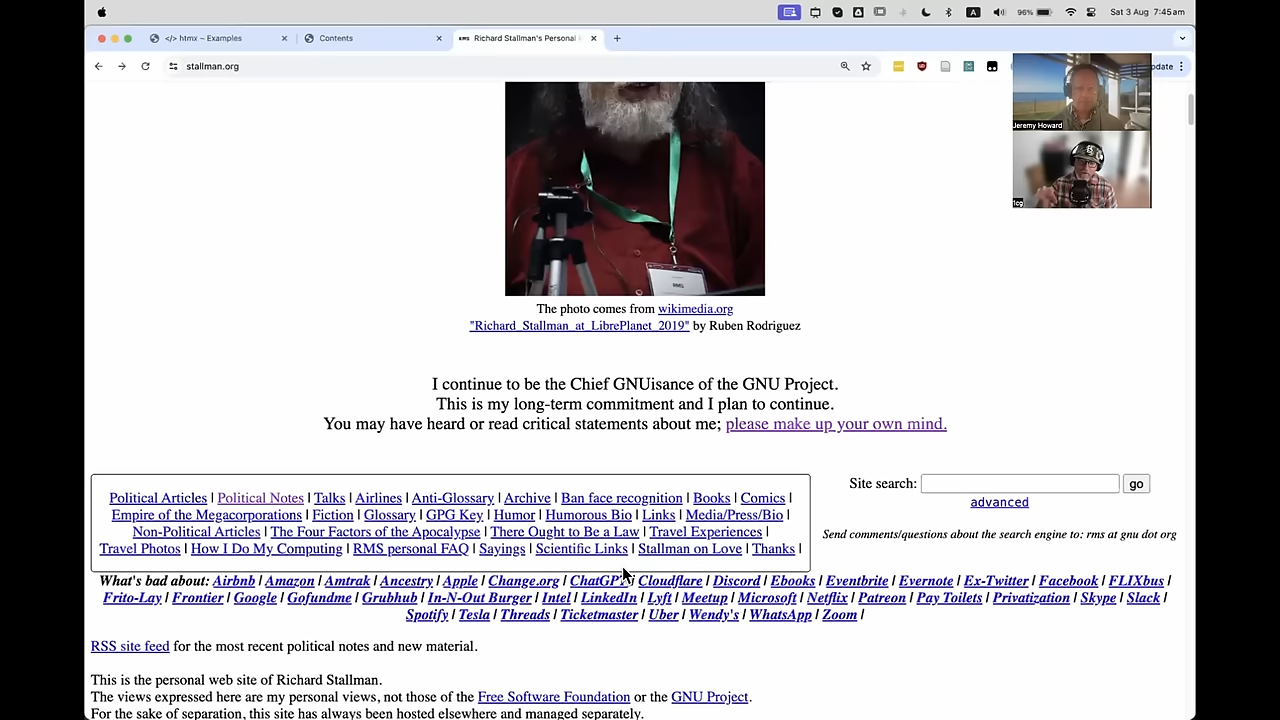 96% Sat 3 Aug 7:45 am
</> htmx ~ Examples
Contents
Richard Stallman's Personal
stallman.org
Jeremy Howard
The photo comes from wikimedia.org
"Richard_Stallman_at_LibrePlanet_2019" by Ruben Rodriguez
I continue to be the Chief GNUisance of the GNU Project.
This is my long-term commitment and I plan to continue.
You may have heard or read critical statements about me; please make up your own mind.
Political Articles | Political Notes | Talks | Airlines | Anti-Glossary | Archive | Ban face recognition | Books | Comics |
Empire of the Megacorporations | Fiction | Glossary | GPG Key | Humor | Humorous Bio | Links | Media/Press/Bio |
Non-Political Articles | The Four Factors of the Apocalypse | There Ought to Be a Law | Travel Experiences |
Travel Photos | How I Do My Computing | RMS personal FAQ | Sayings | Scientific Links | Stallman on Love | Thanks |
Site search: go
advanced
Send comments/questions about the search engine to: rms at gnu dot org
What's bad about: Airbnb | Amazon | Amtrak | Ancestry | Apple | Change.org | ChatGPT | Cloudflare | Discord | Ebooks | Eventbrite | Evernote | Ex-Twitter | Facebook | FLIXbus |
Frito-Lay | Frontier | Google | Gofundme | Grubhub | In-N-Out Burger | Intel | LinkedIn | Lyft | Meetup | Microsoft | Netflix | Patreon | Pay Toilets | Privatization | Skype | Slack |
Spotify | Tesla | Threads | Ticketmaster | Uber | Wendy's | WhatsApp | Zoom |
RSS site feed for the most recent political notes and new material.
This is the personal web site of Richard Stallman.
The views expressed here are my personal views, not those of the Free Software Foundation or the GNU Project.
For the sake of separation, this site has always been hosted elsewhere and managed separately.